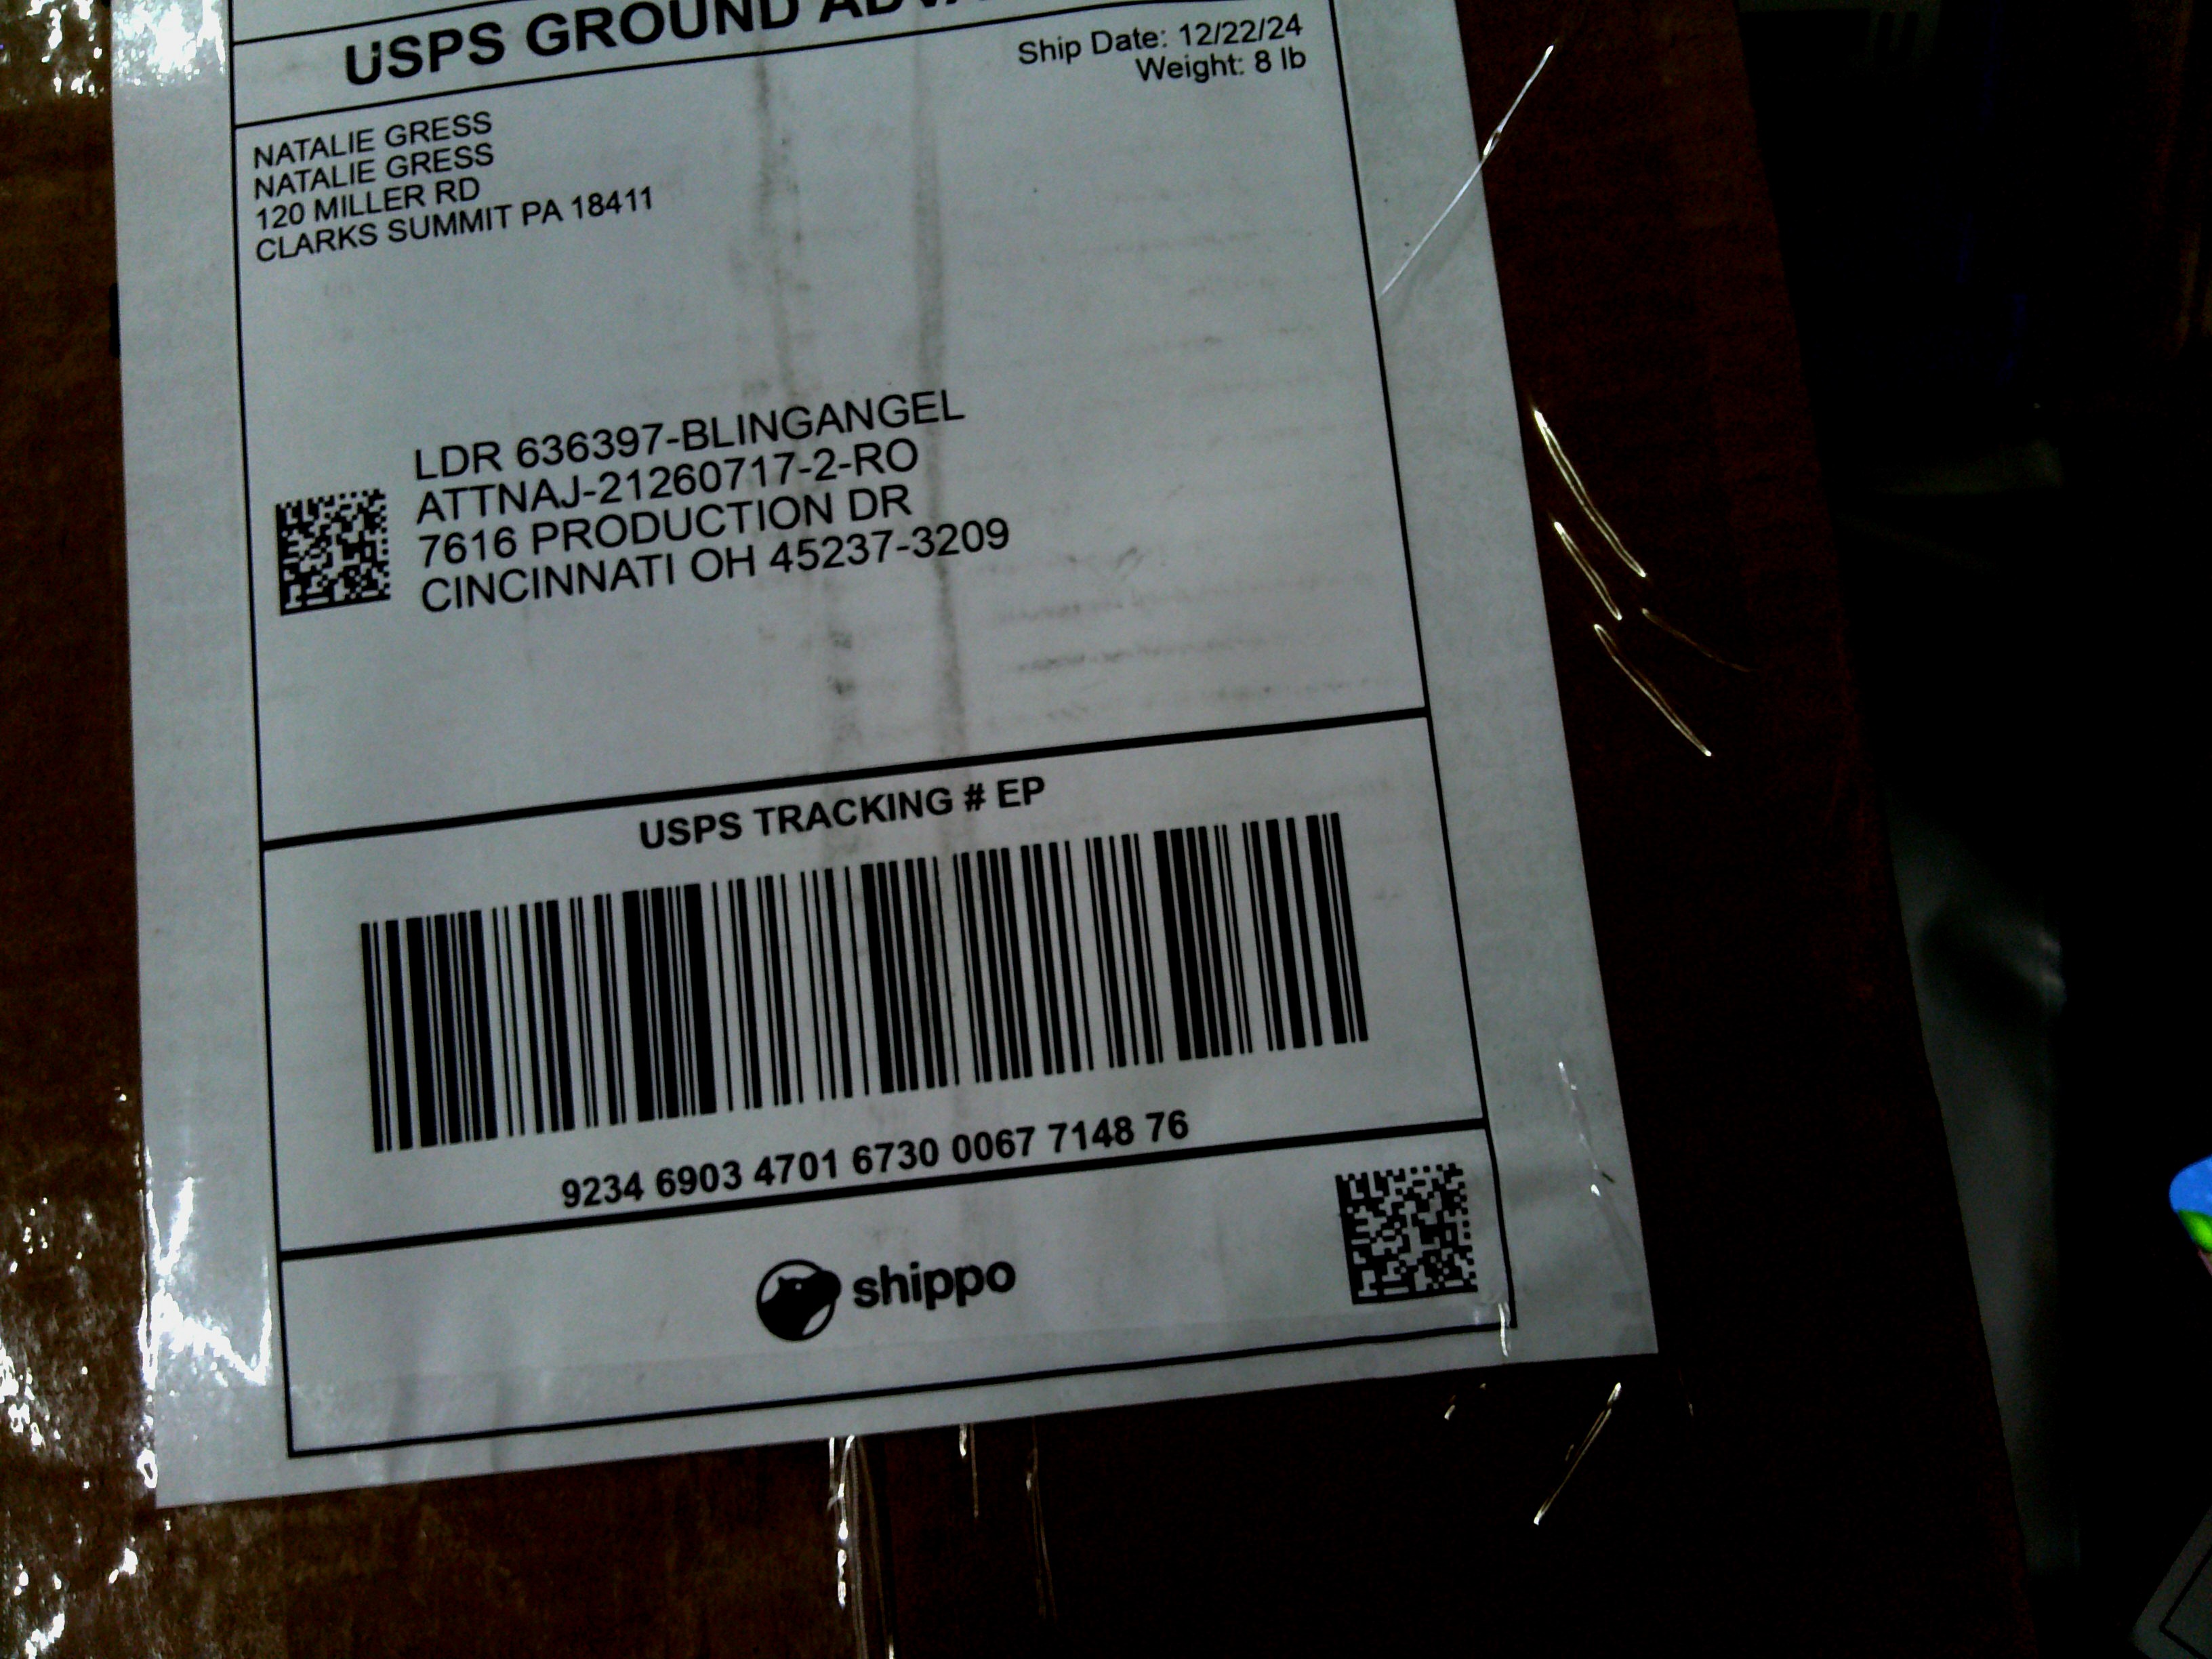 USPS GROUND
Ship Date: 12/22/24
Weight: 8 lb
NATALIE GRESS
NATALIE GRESS
120 MILLER RD
CLARKS SUMMIT PA 18411
LDR 636397-BLINGANGEL
ATTNAJ-21260717-2-RO
7616 PRODUCTION DR
CINCINNATI OH 45237-3209
USPS TRACKING # EP
9234 6903 4701 6730 0067 7148 76
shippo